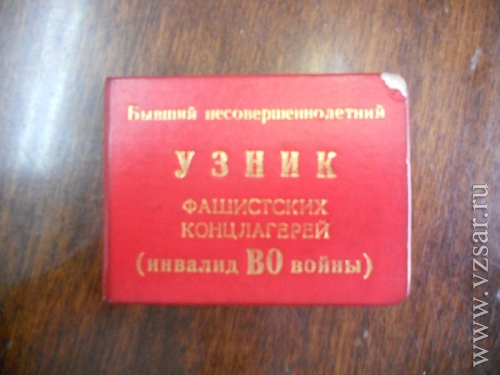 Бывший несовершеннолетний
УЗНИК
ФАШИСТСКИХ
КОНЦЛАГЕРЕЙ
(инвалид ВО войны)
© www.vzsar.ru